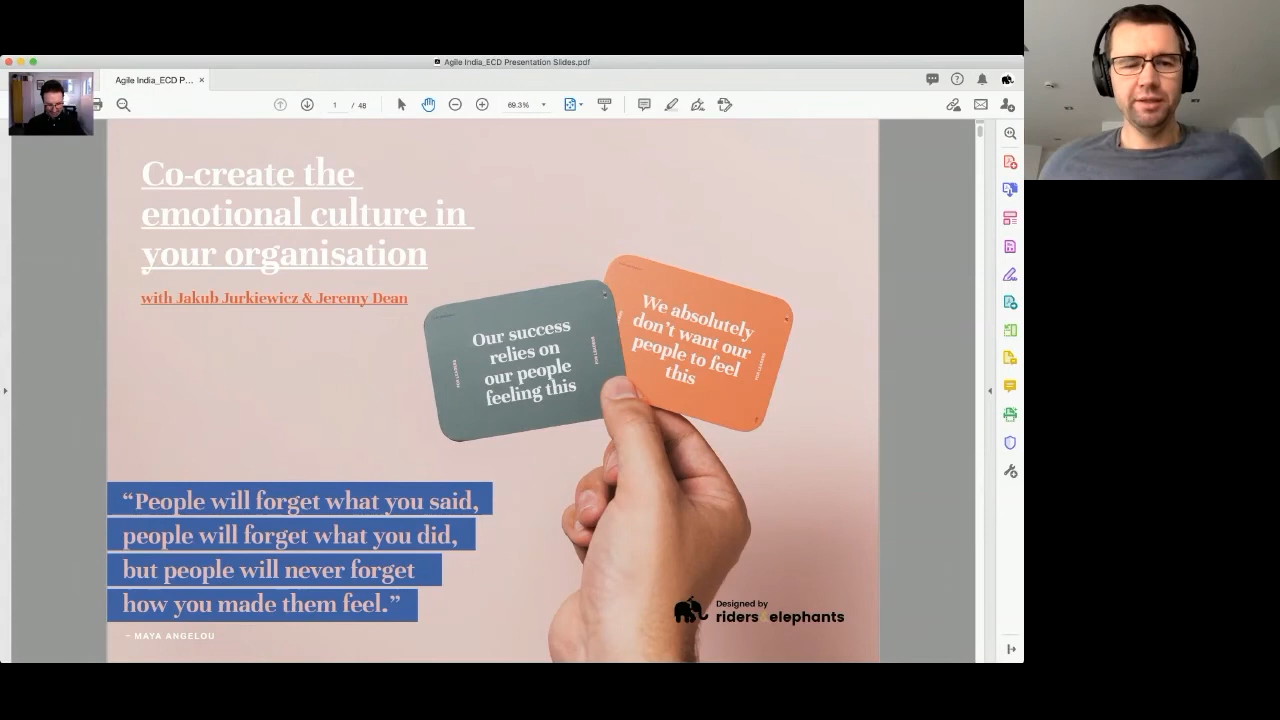 Agile India_ECD Presentation Slides.pdf
Agile India_ECD P... ×
1 / 48
69.3%
Co-create the
emotional culture in
your organisation
with Jakub Jurkiewicz & Jeremy Dean
Our success
relies on
our people
feeling this
We absolutely
don't want our
people to feel
this
“People will forget what you said,
people will forget what you did,
but people will never forget
how you made them feel.”
~ MAYA ANGELOU
Designed by
riders&elephants